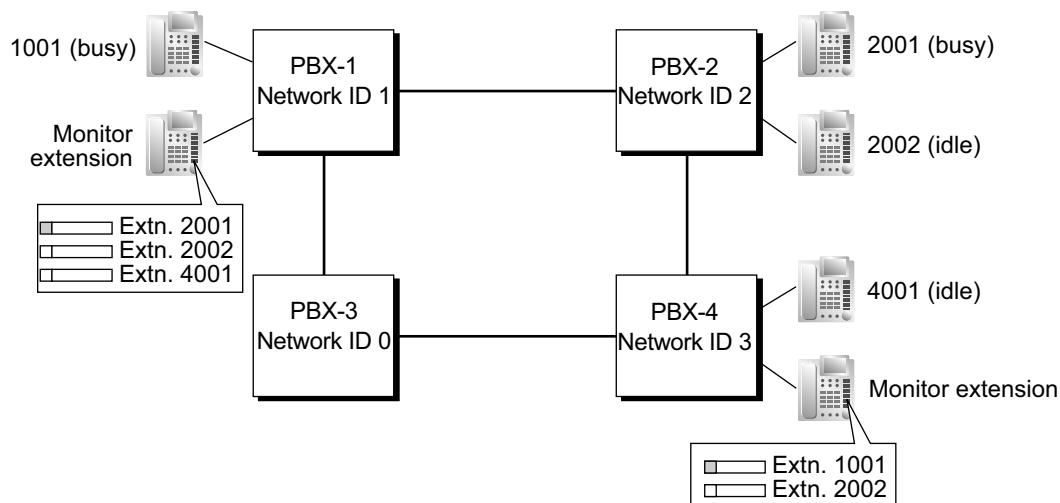 1001 (busy)
PBX-1
Network ID 1
PBX-2
Network ID 2
2001 (busy)
Monitor
extension
2002 (idle)
Extn. 2001
Extn. 2002
Extn. 4001
PBX-3
Network ID 0
PBX-4
Network ID 3
4001 (idle)
Monitor extension
Extn. 1001
Extn. 2002